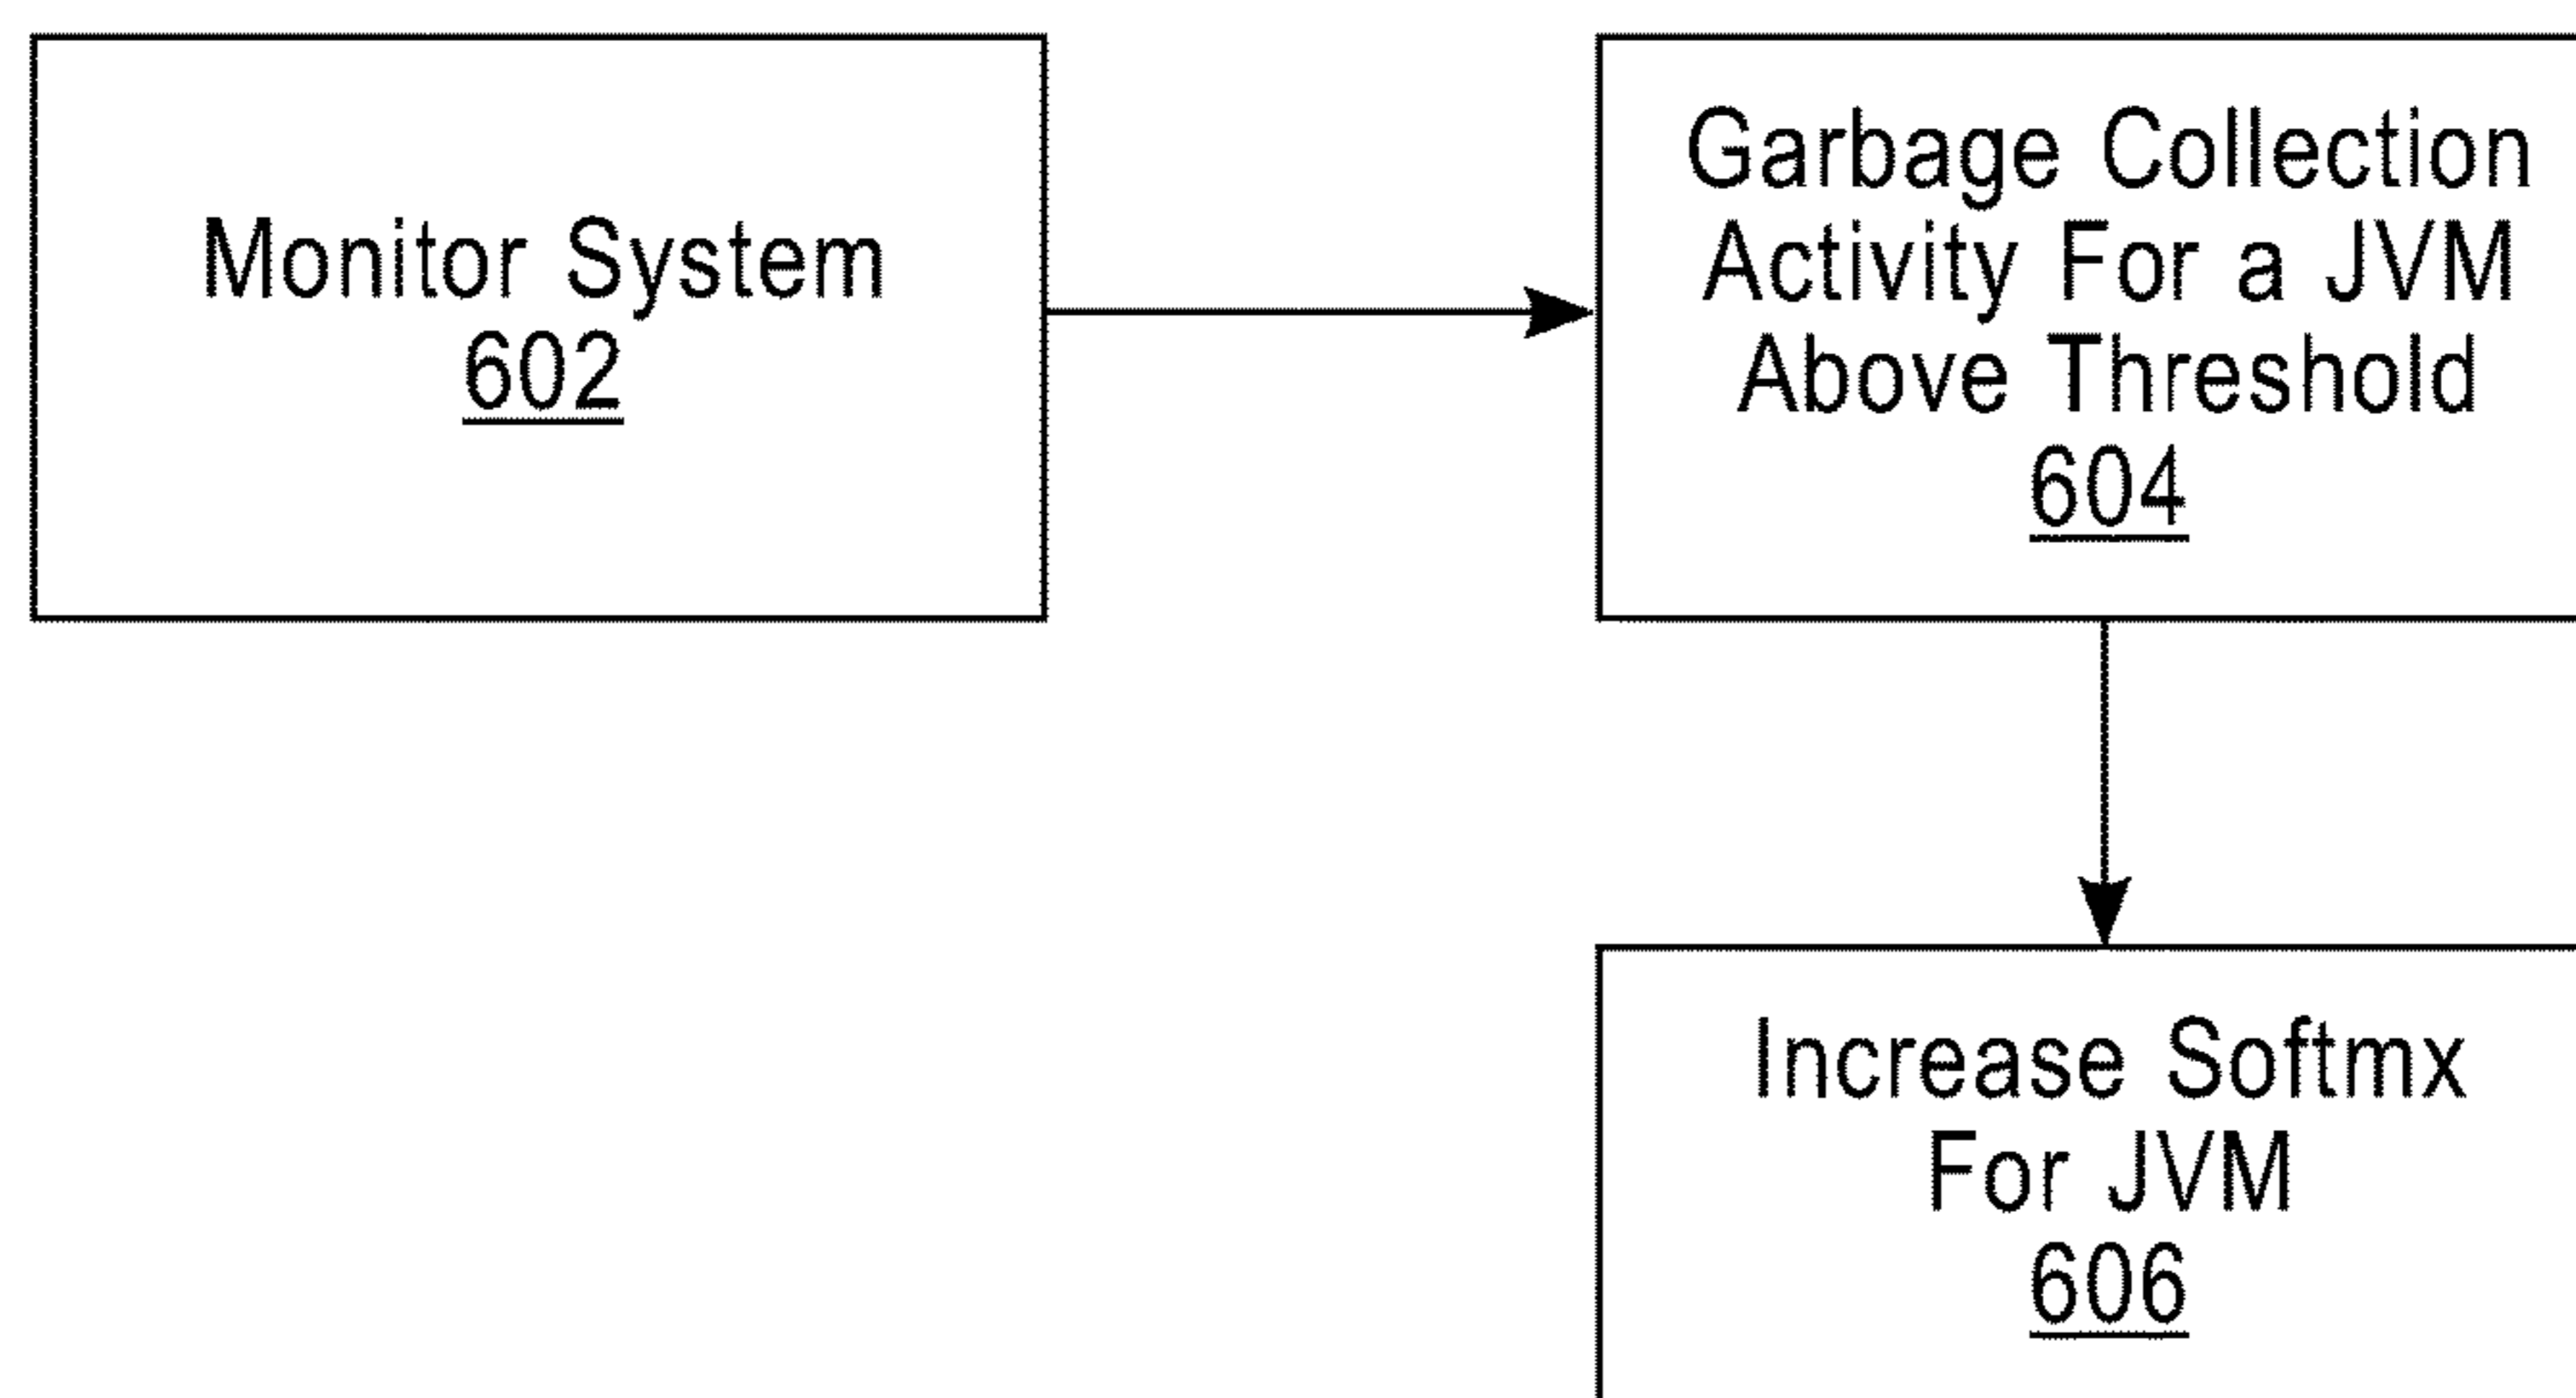 Monitor System
602
Garbage Collection
Activity For a JVM
Above Threshold
604
Increase Softmx
For JVM
606